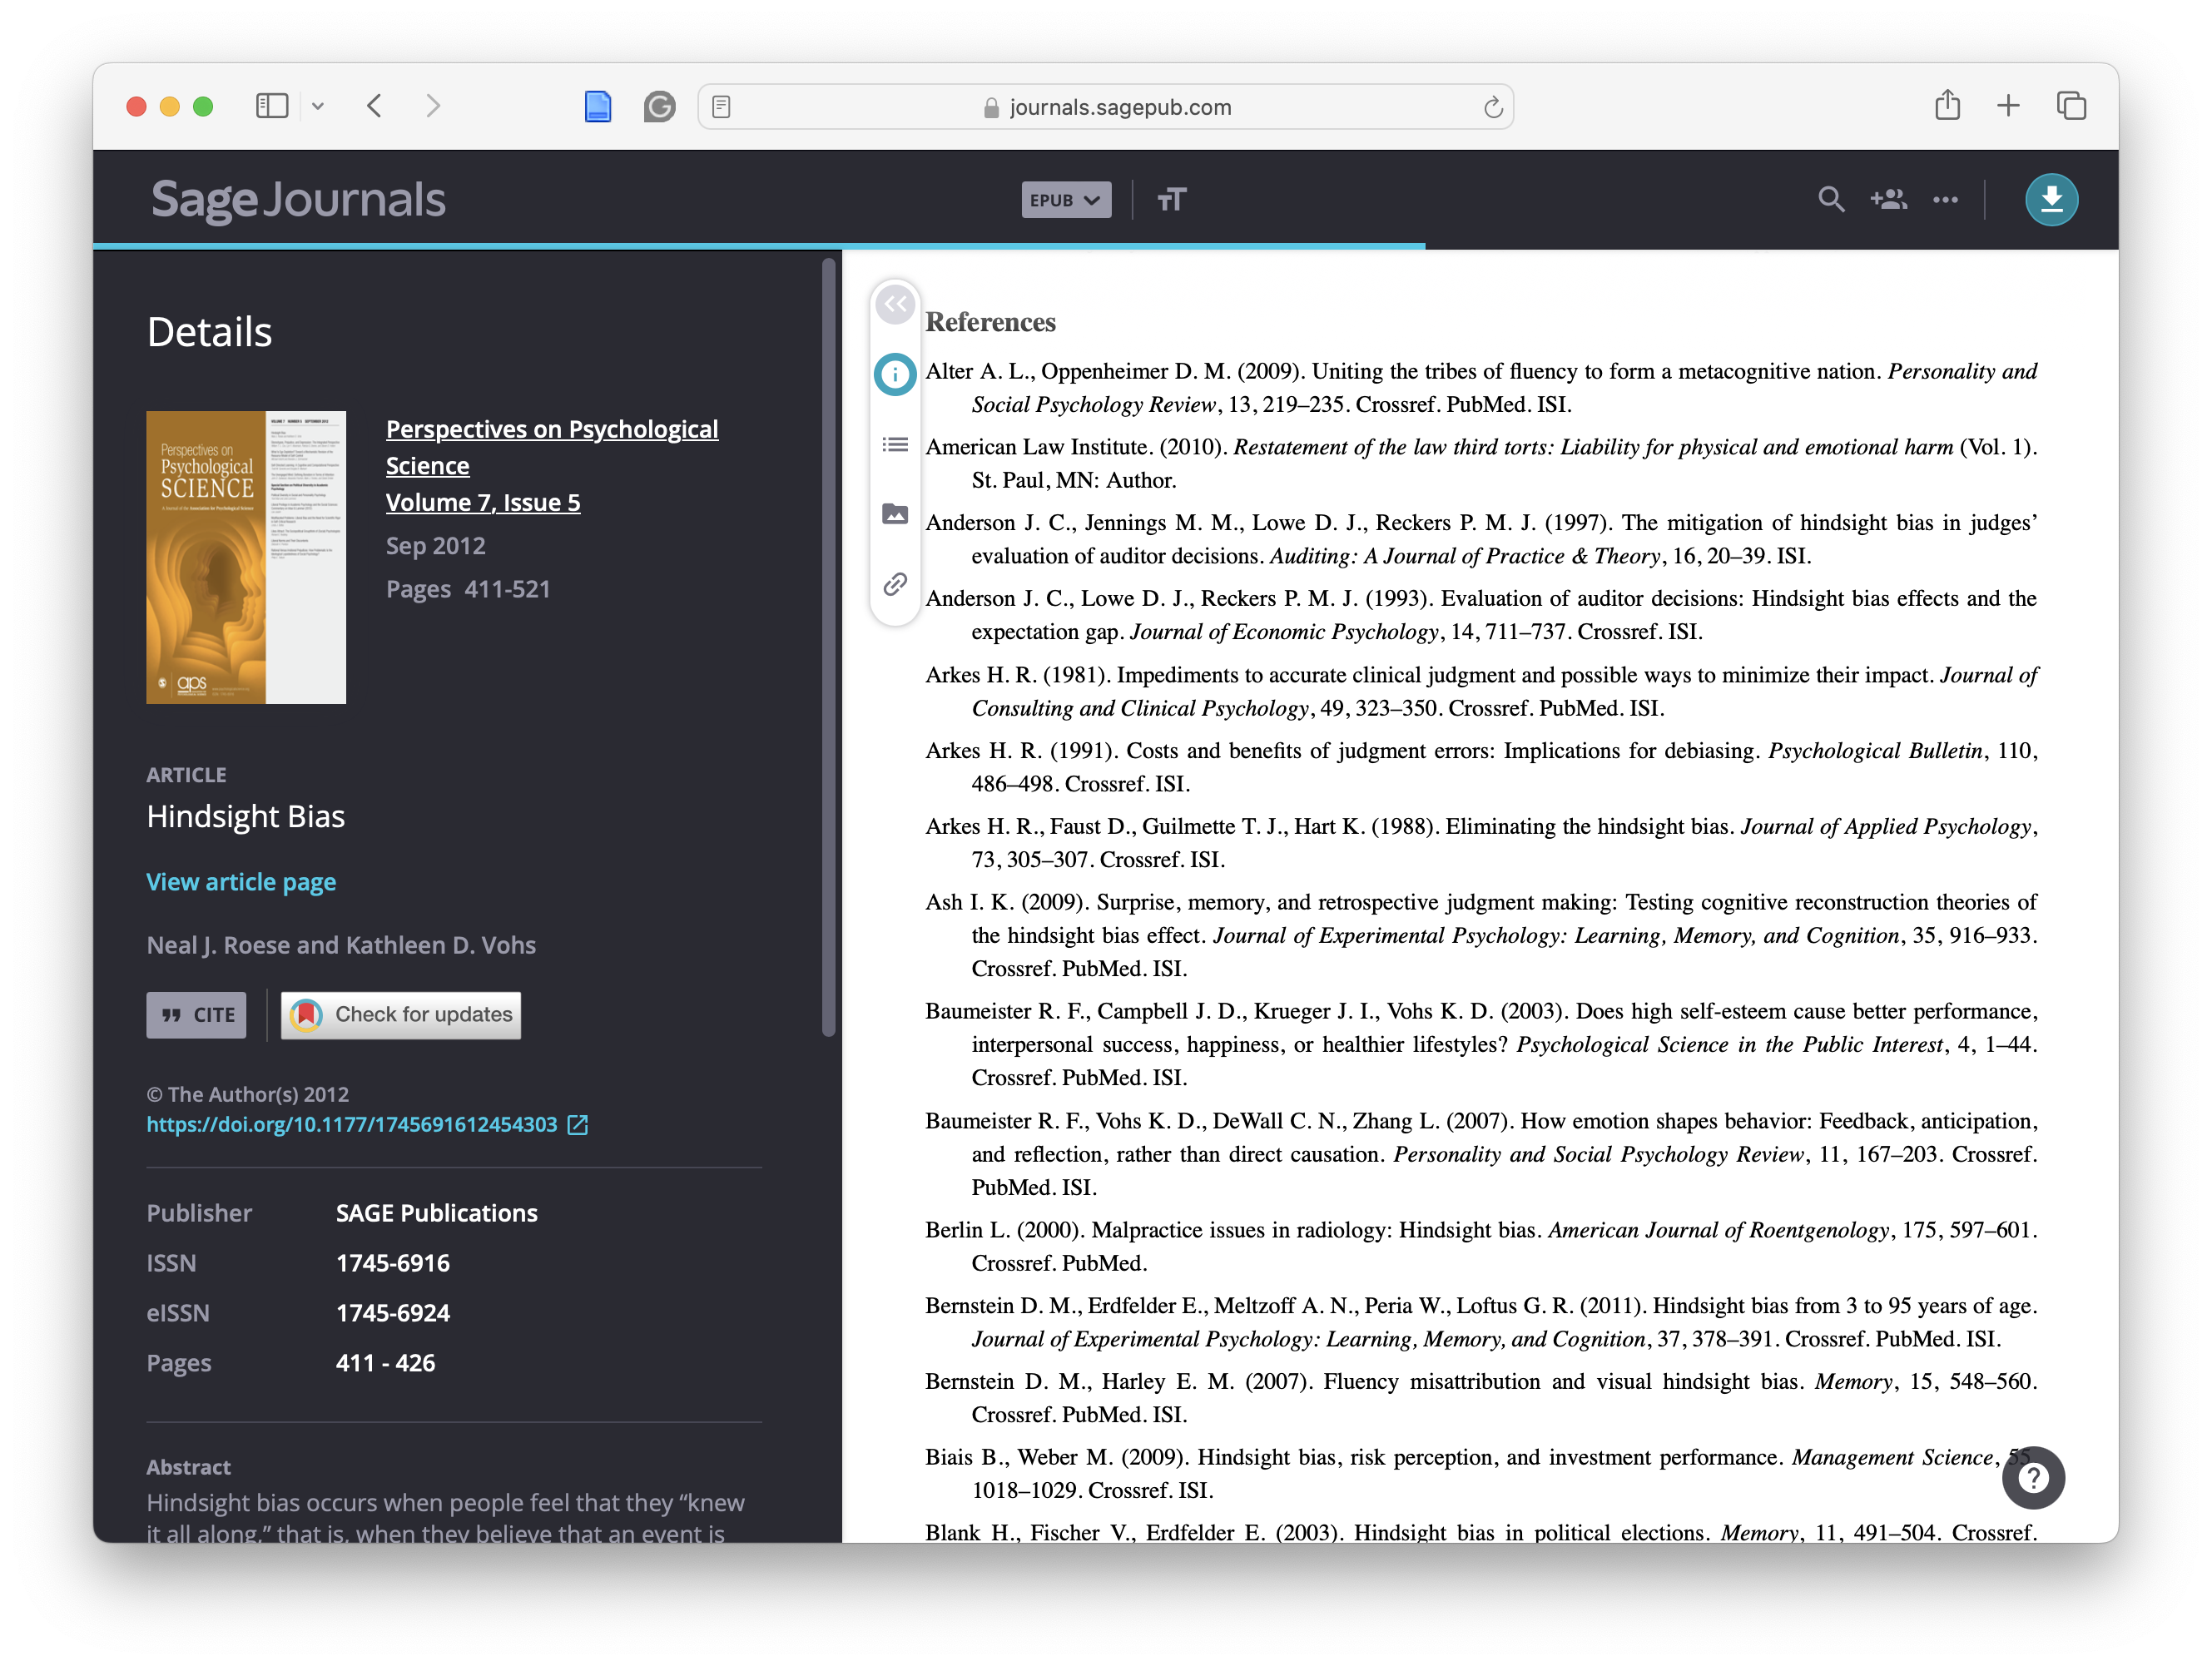 journals.sagepub.com
Sage Journals
EPUB
Details
Perspectives on
Psychological
SCIENCE
A Journal of the Association for Psychological Science
VOLUME 7 NUMBER 5 SEPTEMBER 2012
aps
Perspectives on Psychological
Science
Volume 7, Issue 5
Sep 2012
Pages 411-521
ARTICLE
Hindsight Bias
View article page
Neal J. Roese and Kathleen D. Vohs
CITE
Check for updates
© The Author(s) 2012
https://doi.org/10.1177/1745691612454303
Publisher SAGE Publications
ISSN 1745-6916
eISSN 1745-6924
Pages 411 - 426
Abstract
Hindsight bias occurs when people feel that they “knew
it all along,” that is, when they believe that an event is
References
Alter A. L., Oppenheimer D. M. (2009). Uniting the tribes of fluency to form a metacognitive nation. Personality and
Social Psychology Review, 13, 219–235. Crossref. PubMed. ISI.
American Law Institute. (2010). Restatement of the law third torts: Liability for physical and emotional harm (Vol. 1).
St. Paul, MN: Author.
Anderson J. C., Jennings M. M., Lowe D. J., Reckers P. M. J. (1997). The mitigation of hindsight bias in judges’
evaluation of auditor decisions. Auditing: A Journal of Practice & Theory, 16, 20–39. ISI.
Anderson J. C., Lowe D. J., Reckers P. M. J. (1993). Evaluation of auditor decisions: Hindsight bias effects and the
expectation gap. Journal of Economic Psychology, 14, 711–737. Crossref. ISI.
Arkes H. R. (1981). Impediments to accurate clinical judgment and possible ways to minimize their impact. Journal of
Consulting and Clinical Psychology, 49, 323–350. Crossref. PubMed. ISI.
Arkes H. R. (1991). Costs and benefits of judgment errors: Implications for debiasing. Psychological Bulletin, 110,
486–498. Crossref. ISI.
Arkes H. R., Faust D., Guilmette T. J., Hart K. (1988). Eliminating the hindsight bias. Journal of Applied Psychology,
73, 305–307. Crossref. ISI.
Ash I. K. (2009). Surprise, memory, and retrospective judgment making: Testing cognitive reconstruction theories of
the hindsight bias effect. Journal of Experimental Psychology: Learning, Memory, and Cognition, 35, 916–933.
Crossref. PubMed. ISI.
Baumeister R. F., Campbell J. D., Krueger J. I., Vohs K. D. (2003). Does high self-esteem cause better performance,
interpersonal success, happiness, or healthier lifestyles? Psychological Science in the Public Interest, 4, 1–44.
Crossref. PubMed. ISI.
Baumeister R. F., Vohs K. D., DeWall C. N., Zhang L. (2007). How emotion shapes behavior: Feedback, anticipation,
and reflection, rather than direct causation. Personality and Social Psychology Review, 11, 167–203. Crossref.
PubMed. ISI.
Berlin L. (2000). Malpractice issues in radiology: Hindsight bias. American Journal of Roentgenology, 175, 597–601.
Crossref. PubMed.
Bernstein D. M., Erdfelder E., Meltzoff A. N., Peria W., Loftus G. R. (2011). Hindsight bias from 3 to 95 years of age.
Journal of Experimental Psychology: Learning, Memory, and Cognition, 37, 378–391. Crossref. PubMed. ISI.
Bernstein D. M., Harley E. M. (2007). Fluency misattribution and visual hindsight bias. Memory, 15, 548–560.
Crossref. PubMed. ISI.
Biais B., Weber M. (2009). Hindsight bias, risk perception, and investment performance. Management Science, 55,
1018–1029. Crossref. ISI.
Blank H., Fischer V., Erdfelder E. (2003). Hindsight bias in political elections. Memory, 11, 491–504. Crossref.